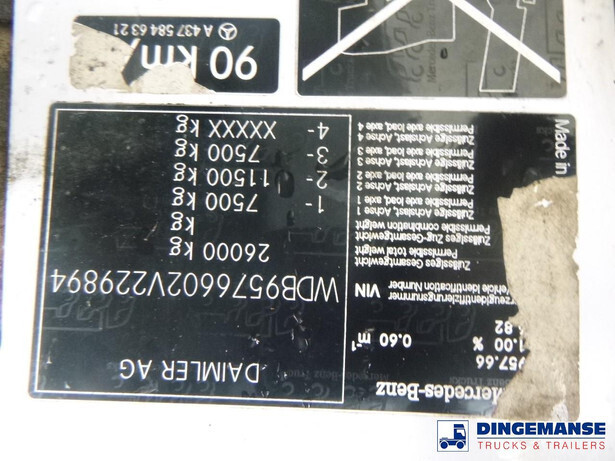 Mercedes-Benz
DAIMLER AG
957.66
1.00 % 0.60 m⁻¹
82
Vehicle Identification Number
VIN
WDB9576602V229894
Zulässiges Gesamtgewicht
Permissible total weight
26000 kg
Zulässiges Zug-Gesamtgewicht
Permissible combination weight
kg
Zulässige Achslast, Achse 1
Permissible axle load, axle 1
1- 7500 kg
Zulässige Achslast, Achse 2
Permissible axle load, axle 2
2- 11500 kg
Zulässige Achslast, Achse 3
Permissible axle load, axle 3
3- 7500 kg
Zulässige Achslast, Achse 4
Permissible axle load, axle 4
4- XXXXX kg
Made in
90 km/
A 437 584 63 21
DINGEMANSE
TRUCKS & TRAILERS